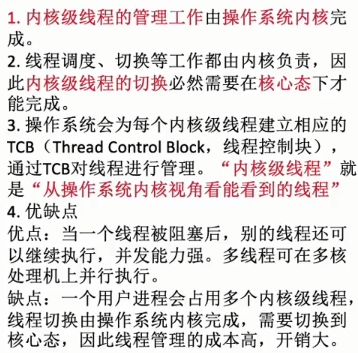 1. 内核级线程的管理工作由操作系统内核完
成。
2. 线程调度、切换等工作都由内核负责，因
此内核级线程的切换必然需要在核心态下才
能完成。
3. 操作系统会为每个内核级线程建立相应的
TCB（Thread Control Block，线程控制块），
通过TCB对线程进行管理。“内核级线程”就
是“从操作系统内核视角看能看到的线程”
4. 优缺点
优点：当一个线程被阻塞后，别的线程还可
以继续执行，并发能力强。多线程可在多核
处理机上并行执行。
缺点：一个用户进程会占用多个内核级线程，
线程切换由操作系统内核完成，需要切换到
核心态，因此线程管理的成本高，开销大。